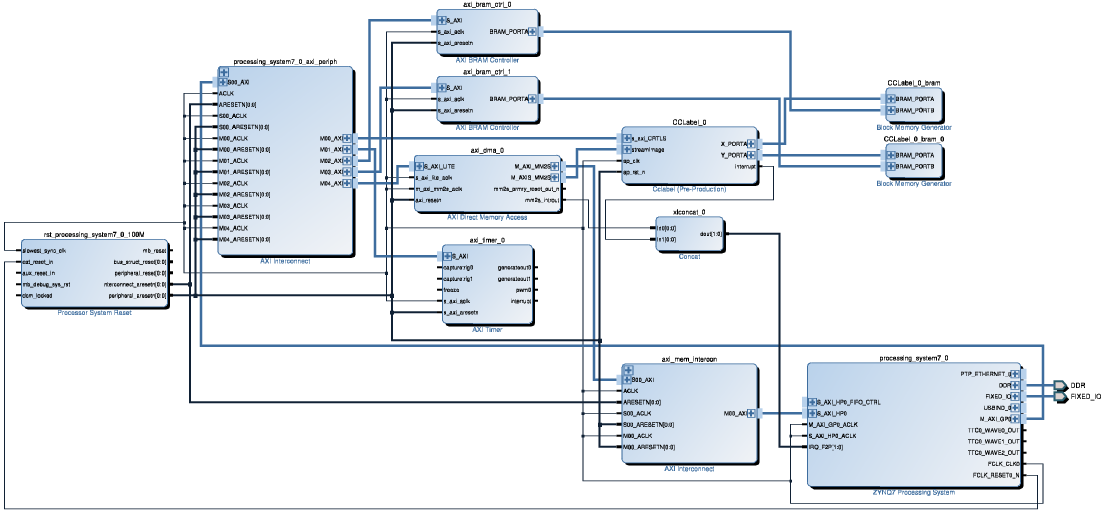 axi_bram_ctrl_0
S_AXI
s_axi_aclk
s_axi_aresetn
BRAM_PORTA
AXI BRAM Controller
axi_bram_ctrl_1
S_AXI
s_axi_aclk
s_axi_aresetn
BRAM_PORTA
AXI BRAM Controller
processing_system7_0_axi_periph
S00_AXI
ACLK
ARESETN[0:0]
S00_ACLK
S00_ARESETN[0:0]
M00_ACLK
M00_ARESETN[0:0]
M01_ACLK
M01_ARESETN[0:0]
M02_ACLK
M02_ARESETN[0:0]
M03_ACLK
M03_ARESETN[0:0]
M04_ACLK
M04_ARESETN[0:0]
M00_AXI
M01_AXI
M02_AXI
M03_AXI
M04_AXI
AXI Interconnect
CCLabel_0_bram
BRAM_PORTA
BRAM_PORTB
Block Memory Generator
CCLabel_0_bram_0
BRAM_PORTA
BRAM_PORTB
Block Memory Generator
CCLabel_0
s_axi_CRTLS
streamImage
ap_clk
ap_rst_n
X_PORTA
Y_PORTA
interrupt
Cclabel (Pre-Production)
axi_dma_0
S_AXI_LITE
s_axi_lite_aclk
m_axi_mm2s_aclk
axi_resetn
M_AXI_MM2S
M_AXIS_MM2S
mm2s_prmry_reset_out_n
mm2s_introut
AXI Direct Memory Access
xlconcat_0
In0[0:0]
In1[0:0]
dout[1:0]
Concat
rst_processing_system7_0_100M
slowest_sync_clk
ext_reset_in
aux_reset_in
mb_debug_sys_rst
dcm_locked
mb_reset
bus_struct_reset[0:0]
peripheral_reset[0:0]
interconnect_aresetn[0:0]
peripheral_aresetn[0:0]
Processor System Reset
axi_timer_0
S_AXI
capturetrig0
capturetrig1
freeze
s_axi_aclk
s_axi_aresetn
generateout0
generateout1
pwm0
interrupt
AXI Timer
axi_mem_intercon
S00_AXI
ACLK
ARESETN[0:0]
S00_ACLK
S00_ARESETN[0:0]
M00_ACLK
M00_ARESETN[0:0]
M00_AXI
AXI Interconnect
processing_system7_0
S_AXI_HP0_FIFO_CTRL
S_AXI_HP0
M_AXI_GP0_ACLK
S_AXI_HP0_ACLK
IRQ_F2P[1:0]
PTP_ETHERNET_0
DDR
FIXED_IO
USBIND_0
M_AXI_GP0
TTC0_WAVE0_OUT
TTC0_WAVE1_OUT
TTC0_WAVE2_OUT
FCLK_CLK0
FCLK_RESET0_N
ZYNQ7 Processing System
DDR
FIXED_IO